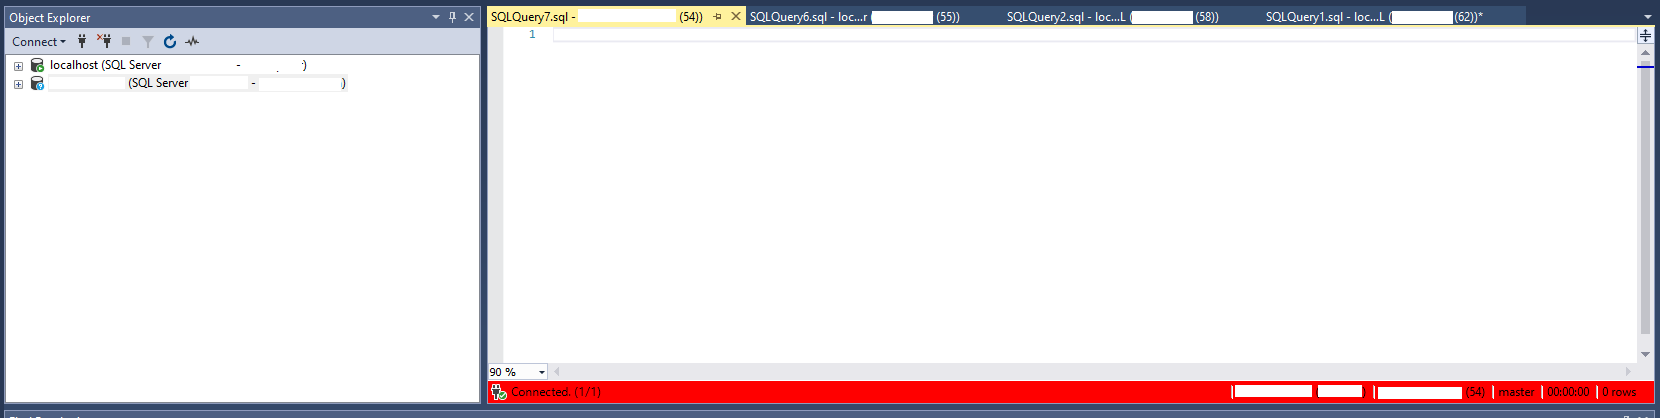 Object Explorer
Connect
localhost (SQL Server - )
(SQL Server - )
SQLQuery7.sql - (54))
SQLQuery6.sql - loc...r ( (55))
SQLQuery2.sql - loc...L ( (58))
SQLQuery1.sql - loc...L ( (62))*
1
90 %
Connected. (1/1)
) (54) master 00:00:00 0 rows